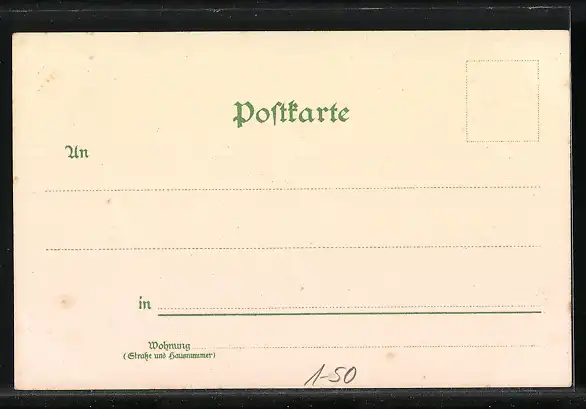 Poſtkarte
An
in
Wohnung
(Straße und Hausnummer)
1-50